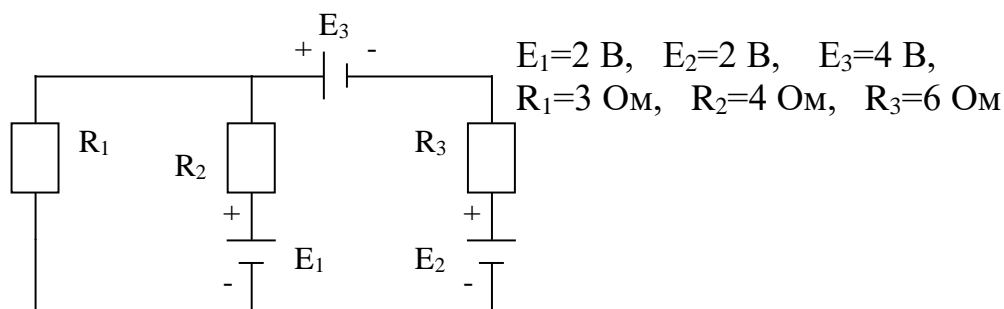 E₃
+ -
E₁=2 В, E₂=2 В, E₃=4 В,
R₁=3 Ом, R₂=4 Ом, R₃=6 Ом
R₁
R₂
R₃
+
+
E₁
E₂
-
-